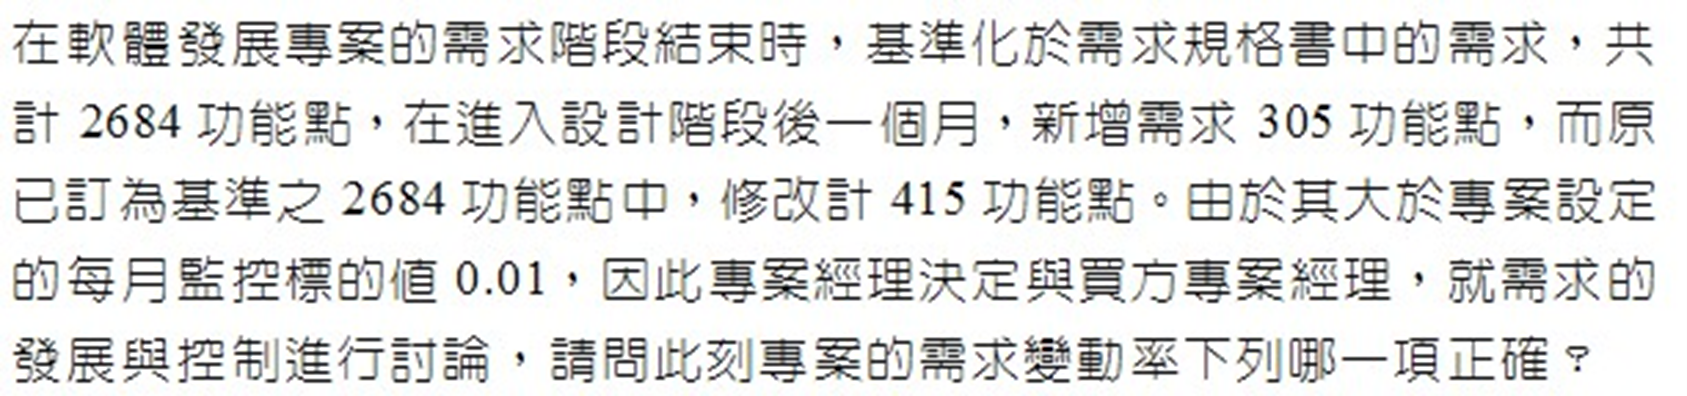 在軟體發展專案的需求階段結束時，基準化於需求規格書中的需求，共
計 2684 功能點，在進入設計階段後一個月，新增需求 305 功能點，而原
已訂為基準之 2684 功能點中，修改計 415 功能點。由於其大於專案設定
的每月監控標的值 0.01，因此專案經理決定與買方專案經理，就需求的
發展與控制進行討論，請問此刻專案的需求變動率下列哪一項正確？